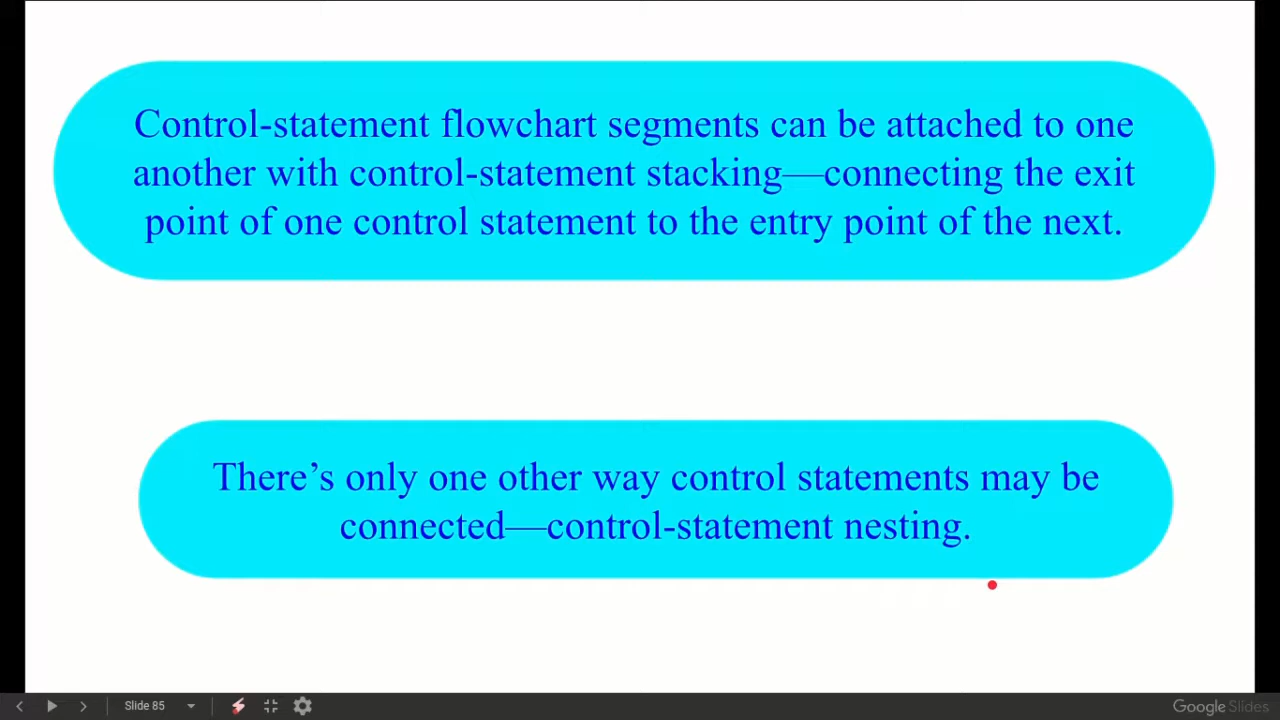 Control-statement flowchart segments can be attached to one
another with control-statement stacking—connecting the exit
point of one control statement to the entry point of the next.
There’s only one other way control statements may be
connected—control-statement nesting.
Slide 85
Google Slides